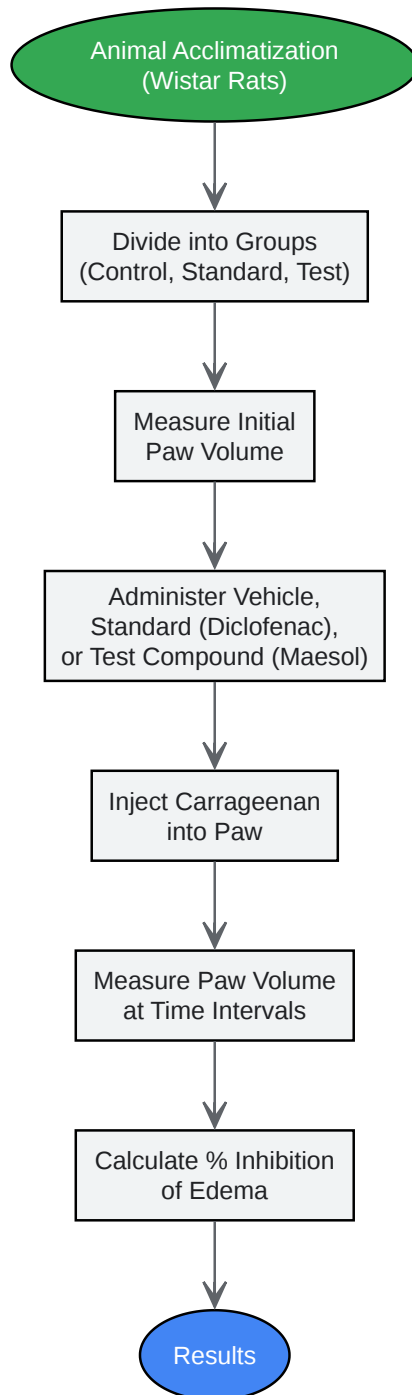 Animal Acclimatization
(Wistar Rats)
Divide into Groups
(Control, Standard, Test)
Measure Initial
Paw Volume
Administer Vehicle,
Standard (Diclofenac),
or Test Compound (Maesol)
Inject Carrageenan
into Paw
Measure Paw Volume
at Time Intervals
Calculate % Inhibition
of Edema
Results